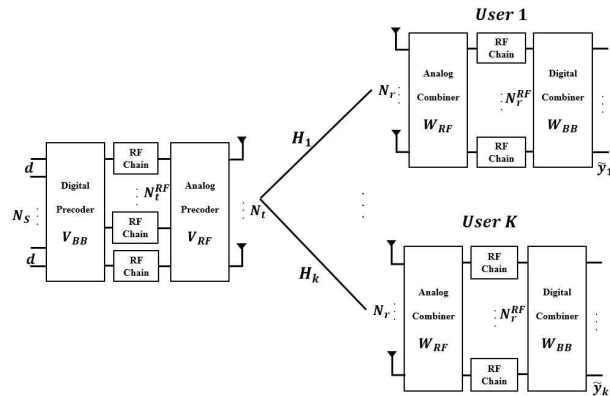 User 1
Analog
Combiner
W_RF
RF
Chain
N_r^RF
RF
Chain
Digital
Combiner
W_BB
N_r
ỹ_1
H_1
d
N_S
d
Digital
Precoder
V_BB
RF
Chain
N_t^RF
RF
Chain
RF
Chain
Analog
Precoder
V_RF
N_t
H_k
User K
N_r
Analog
Combiner
W_RF
RF
Chain
N_r^RF
RF
Chain
Digital
Combiner
W_BB
ỹ_k